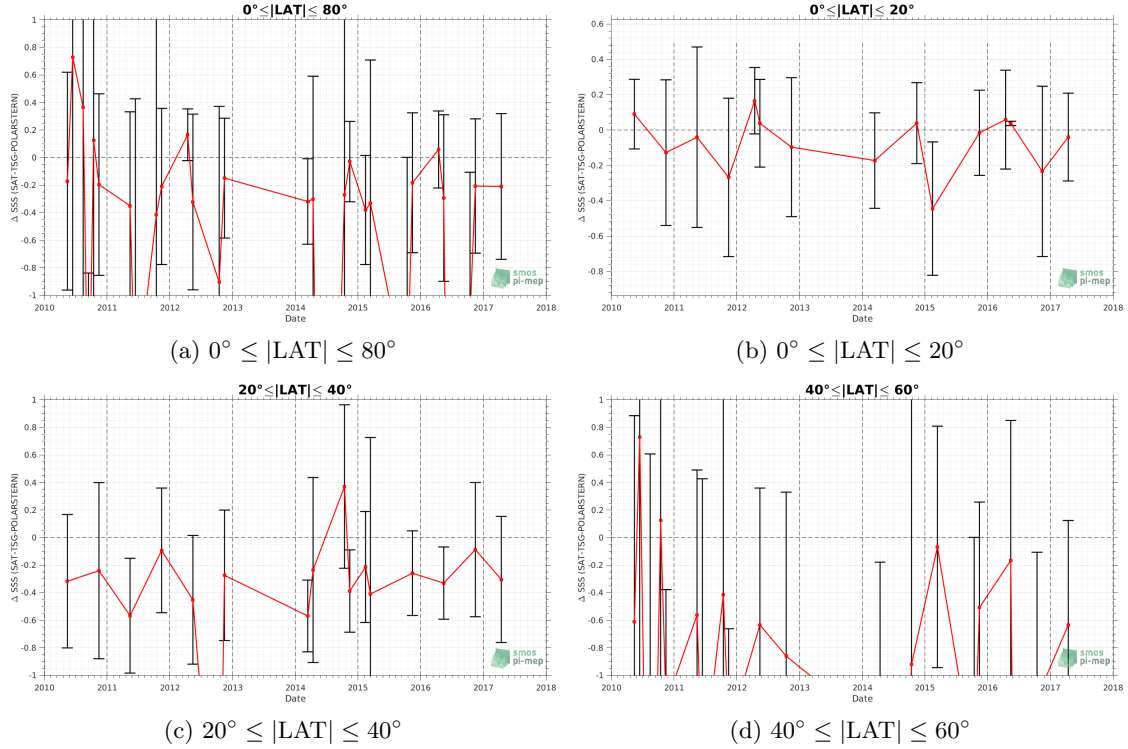 0°≤|LAT|≤ 80°
Δ SSS (SAT-TSG-POLARSTERN)
1
0.8
0.6
0.4
0.2
0
-0.2
-0.4
-0.6
-0.8
-1
2010 2011 2012 2013 2014 2015 2016 2017 2018
Date
smos
pi-mep
(a) 0° ≤ |LAT| ≤ 80°
0°≤|LAT|≤ 20°
Δ SSS (SAT-TSG-POLARSTERN)
0.6
0.4
0.2
0
-0.2
-0.4
-0.6
-0.8
2010 2011 2012 2013 2014 2015 2016 2017 2018
Date
smos
pi-mep
(b) 0° ≤ |LAT| ≤ 20°
20°≤|LAT|≤ 40°
Δ SSS (SAT-TSG-POLARSTERN)
1
0.8
0.6
0.4
0.2
0
-0.2
-0.4
-0.6
-0.8
-1
2010 2011 2012 2013 2014 2015 2016 2017 2018
Date
smos
pi-mep
(c) 20° ≤ |LAT| ≤ 40°
40°≤|LAT|≤ 60°
Δ SSS (SAT-TSG-POLARSTERN)
1
0.8
0.6
0.4
0.2
0
-0.2
-0.4
-0.6
-0.8
-1
2010 2011 2012 2013 2014 2015 2016 2017 2018
Date
smos
pi-mep
(d) 40° ≤ |LAT| ≤ 60°